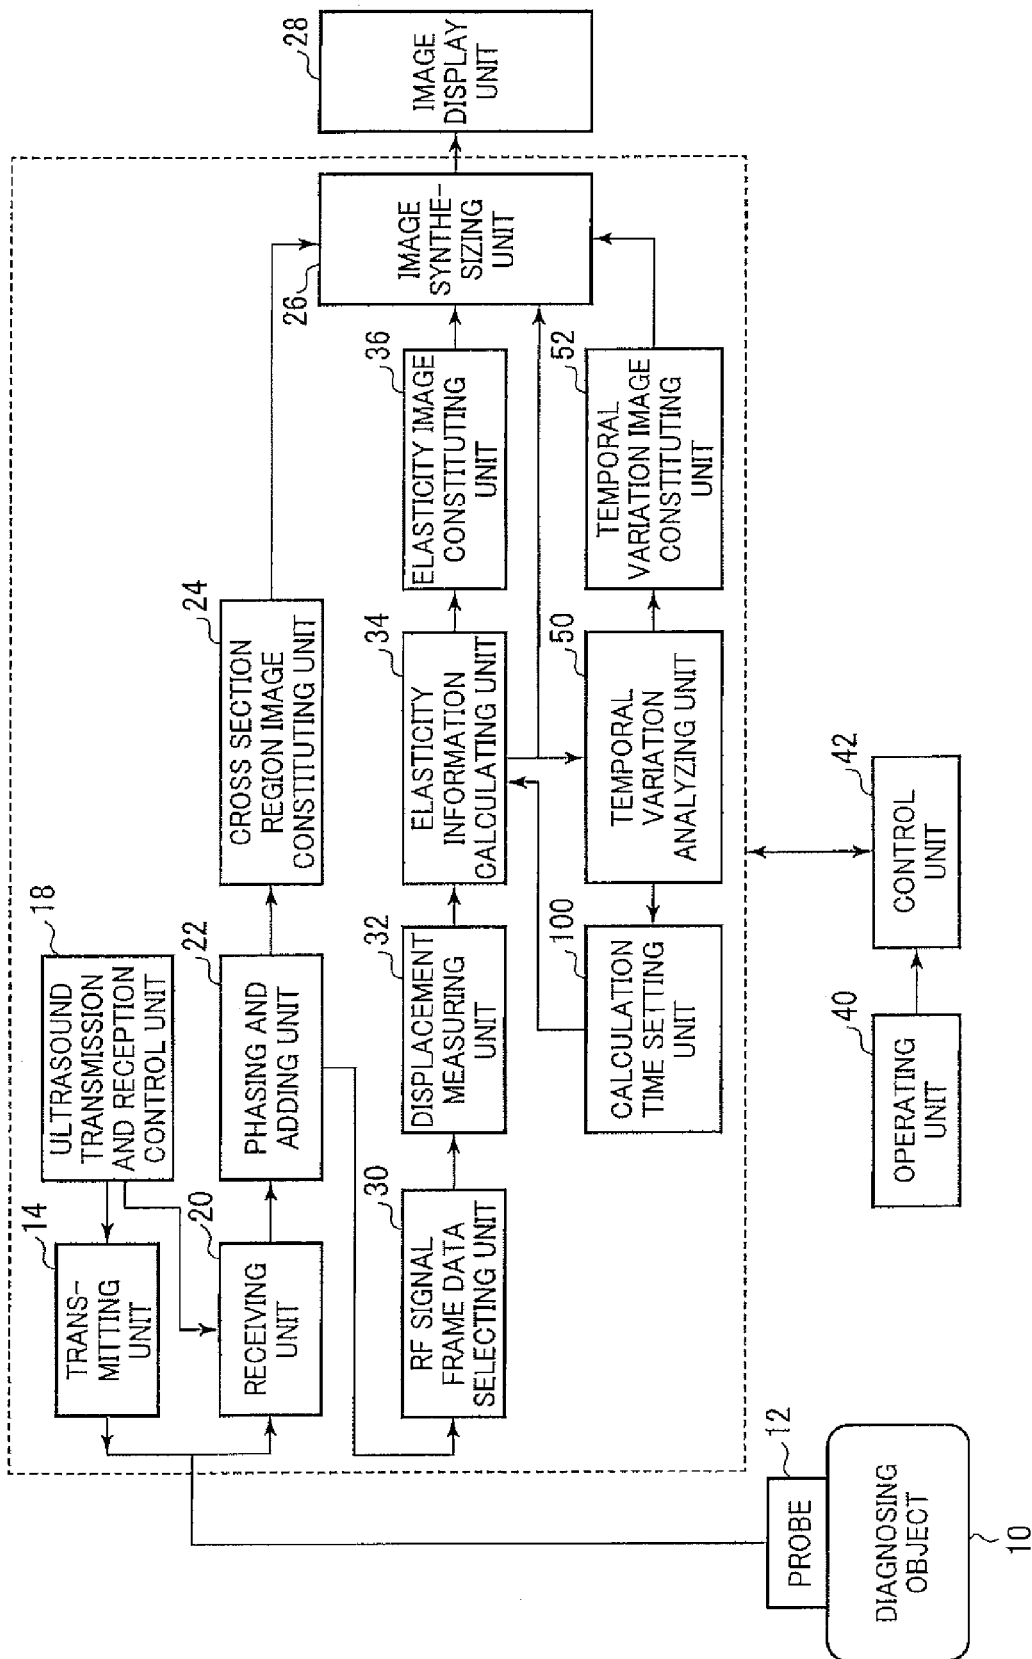 18
ULTRASOUND
TRANSMISSION
AND RECEPTION
CONTROL UNIT
14
TRANS-
MITTING
UNIT
20
RECEIVING
UNIT
22
PHASING AND
ADDING UNIT
24
CROSS SECTION
REGION IMAGE
CONSTITUTING UNIT
26
IMAGE
SYNTHE-
SIZING
UNIT
28
IMAGE
DISPLAY
UNIT
30
RF SIGNAL
FRAME DATA
SELECTING UNIT
32
DISPLACEMENT
MEASURING
UNIT
34
ELASTICITY
INFORMATION
CALCULATING UNIT
36
ELASTICITY IMAGE
CONSTITUTING
UNIT
100
CALCULATION
TIME SETTING
UNIT
50
TEMPORAL
VARIATION
ANALYZING UNIT
52
TEMPORAL
VARIATION IMAGE
CONSTITUTING
UNIT
12
PROBE
DIAGNOSING
OBJECT
10
40
OPERATING
UNIT
42
CONTROL
UNIT